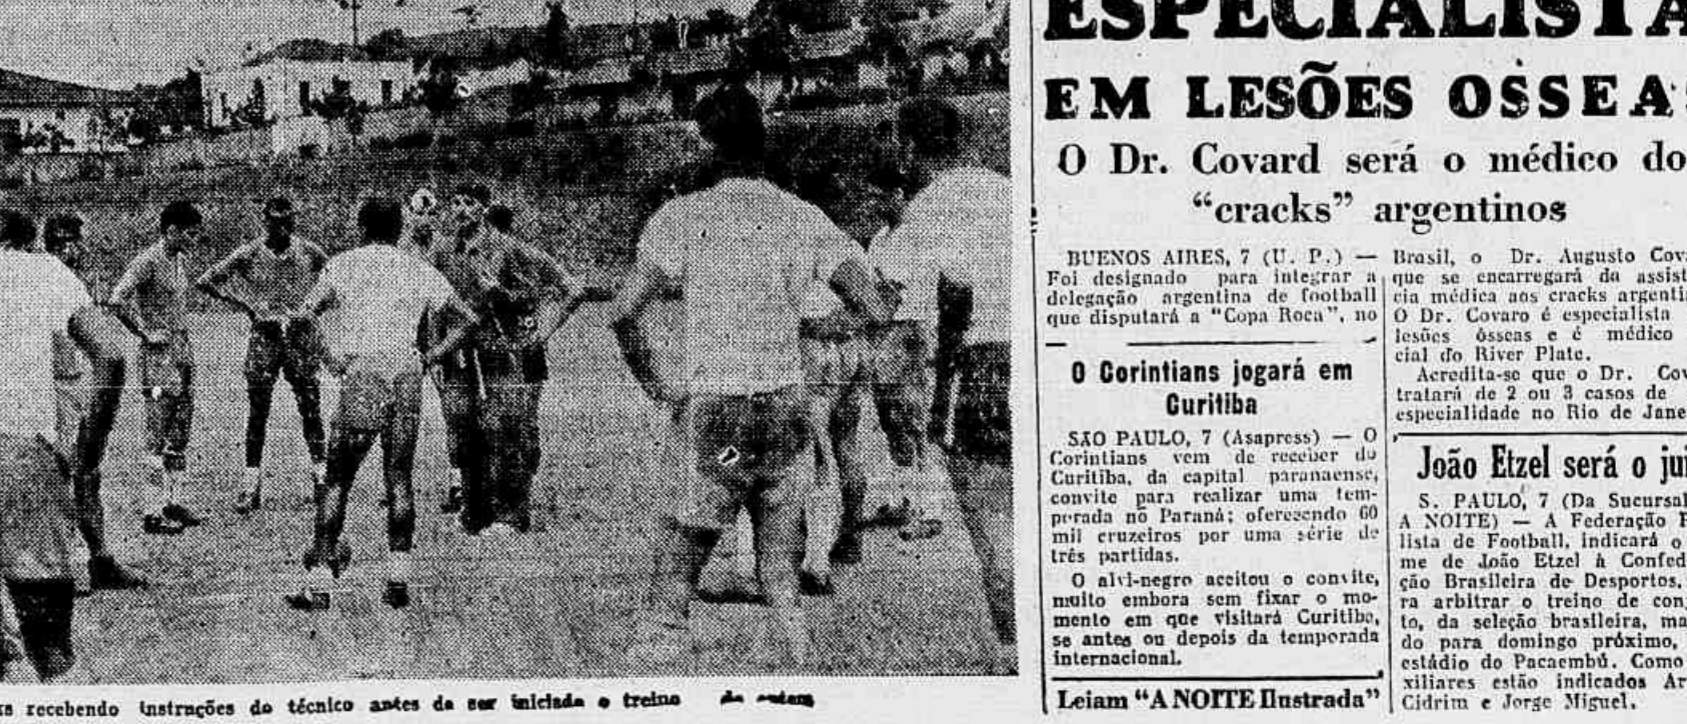 ESPECIALISTA
EM LESÕES OSSEAS
O Dr. Covard será o médico do
"cracks" argentinos
BUENOS AIRES, 7 (U. P.) —
Foi designado para integrar a
delegação argentina de football
que disputará a "Copa Roca", no
Brasil, o Dr. Augusto
que se encarregará da
cia médica aos cracks
O Dr. Covaro é especialista
lesões ósseas e é médico
cial do River Plate.
Acredita-se que o Dr.
tratará de 2 ou 3 casos de
especialidade no Rio de
O Corintians jogará em
Curitiba
SÃO PAULO, 7 (Asapress) — O
Corintians vem de receber de
Curitiba, da capital paranaense,
convite para realizar uma tem-
porada no Paraná; oferecendo 60
mil cruzeiros por uma série de
três partidas.
O alvi-negro aceitou o convite,
muito embora sem fixar o mo-
mento em que visitará Curitiba,
se antes ou depois da temporada
internacional.
Leiam "A NOITE Ilustrada"
João Etzel será o
S. PAULO, 7 (Da Sucursal
A NOITE) — A Federação
lista de Football, indicará o
me de João Etzel à
ção Brasileira de Desportos,
ra arbitrar o treino de
to, da seleção brasileira,
do para domingo próximo,
estádio do Pacaembú. Como
xiliares estão indicados
Cidrim e Jorge Miguel.
recebendo instruções do técnico antes de ser iniciada o treino de ontem